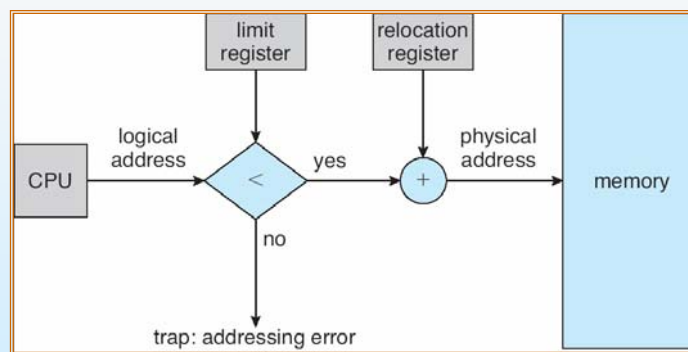 limit
register
relocation
register
logical
address
physical
address
CPU
<
yes
+
memory
no
trap: addressing error